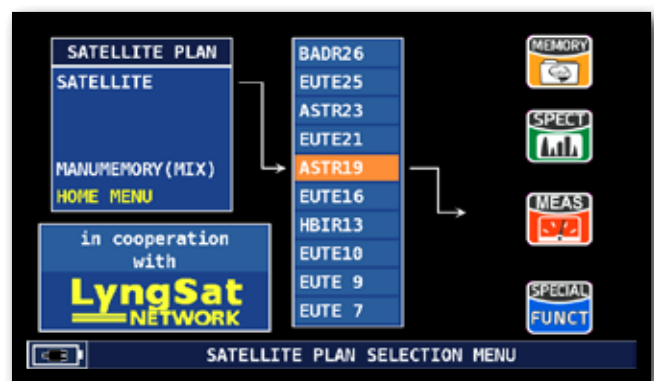 SATELLITE PLAN
SATELLITE
MANUMEMORY(MIX)
HOME MENU
in cooperation
with
LyngSat
NETWORK
BADR26
EUTE25
ASTR23
EUTE21
ASTR19
EUTE16
HBIR13
EUTE10
EUTE 9
EUTE 7
MEMORY
SPECT
MEAS
SPECIAL
FUNCT
SATELLITE PLAN SELECTION MENU